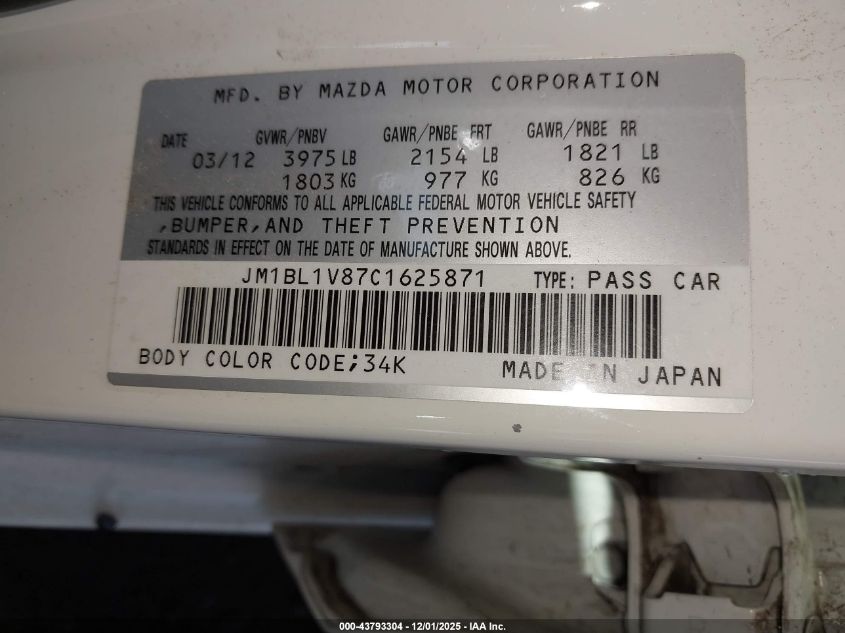 MFD. BY MAZDA MOTOR CORPORATION
DATE GVWR/PNBV GAWR/PNBE FRT GAWR/PNBE RR
03/12 3975 LB 2154 LB 1821 LB
1803 KG 977 KG 826 KG
THIS VEHICLE CONFORMS TO ALL APPLICABLE FEDERAL MOTOR VEHICLE SAFETY
,BUMPER,AND THEFT PREVENTION
STANDARDS IN EFFECT ON THE DATE OF MANUFACTURE SHOWN ABOVE.
JM1BL1V87C1625871 TYPE: PASS CAR
BODY COLOR CODE;34K MADE IN JAPAN
000-43793304 - 12/01/2025 - IAA Inc.